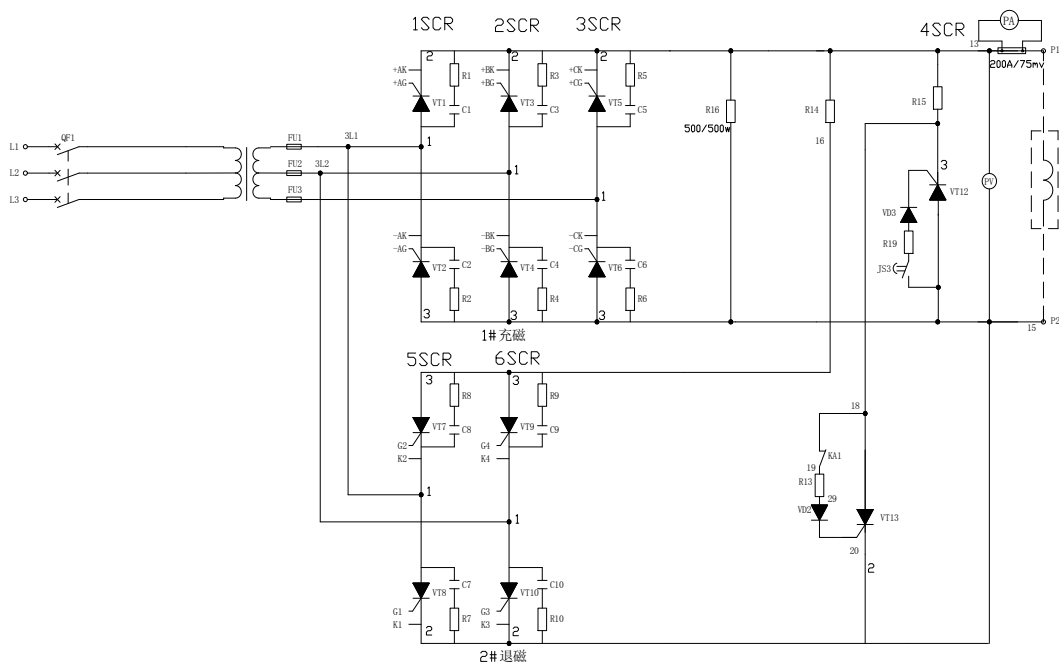 1SCR
2SCR
3SCR
4SCR
PA
13
P1
200A/75mv
2
2
2
+AK
+AG
VT1
R1
C1
+BK
+BG
VT3
R3
C3
+CK
+CG
VT5
R5
C5
R16
500/500w
R14
16
R15
L1
QF1
L2
L3
FU1
3L1
FU2
3L2
FU3
1
1
1
3
VT12
VD3
R19
JS3
PV
-AK
-AG
VT2
C2
R2
-BK
-BG
VT4
C4
R4
-CK
-CG
VT6
C6
R6
3
3
3
15
P2
1#充磁
5SCR
6SCR
3
3
R8
VT7
C8
G2
K2
R9
VT9
C9
G4
K4
18
KA1
19
R13
29
VD2
VT13
20
2
1
1
VT8
C7
R7
G1
K1
2
VT10
C10
R10
G3
K3
2
2#退磁